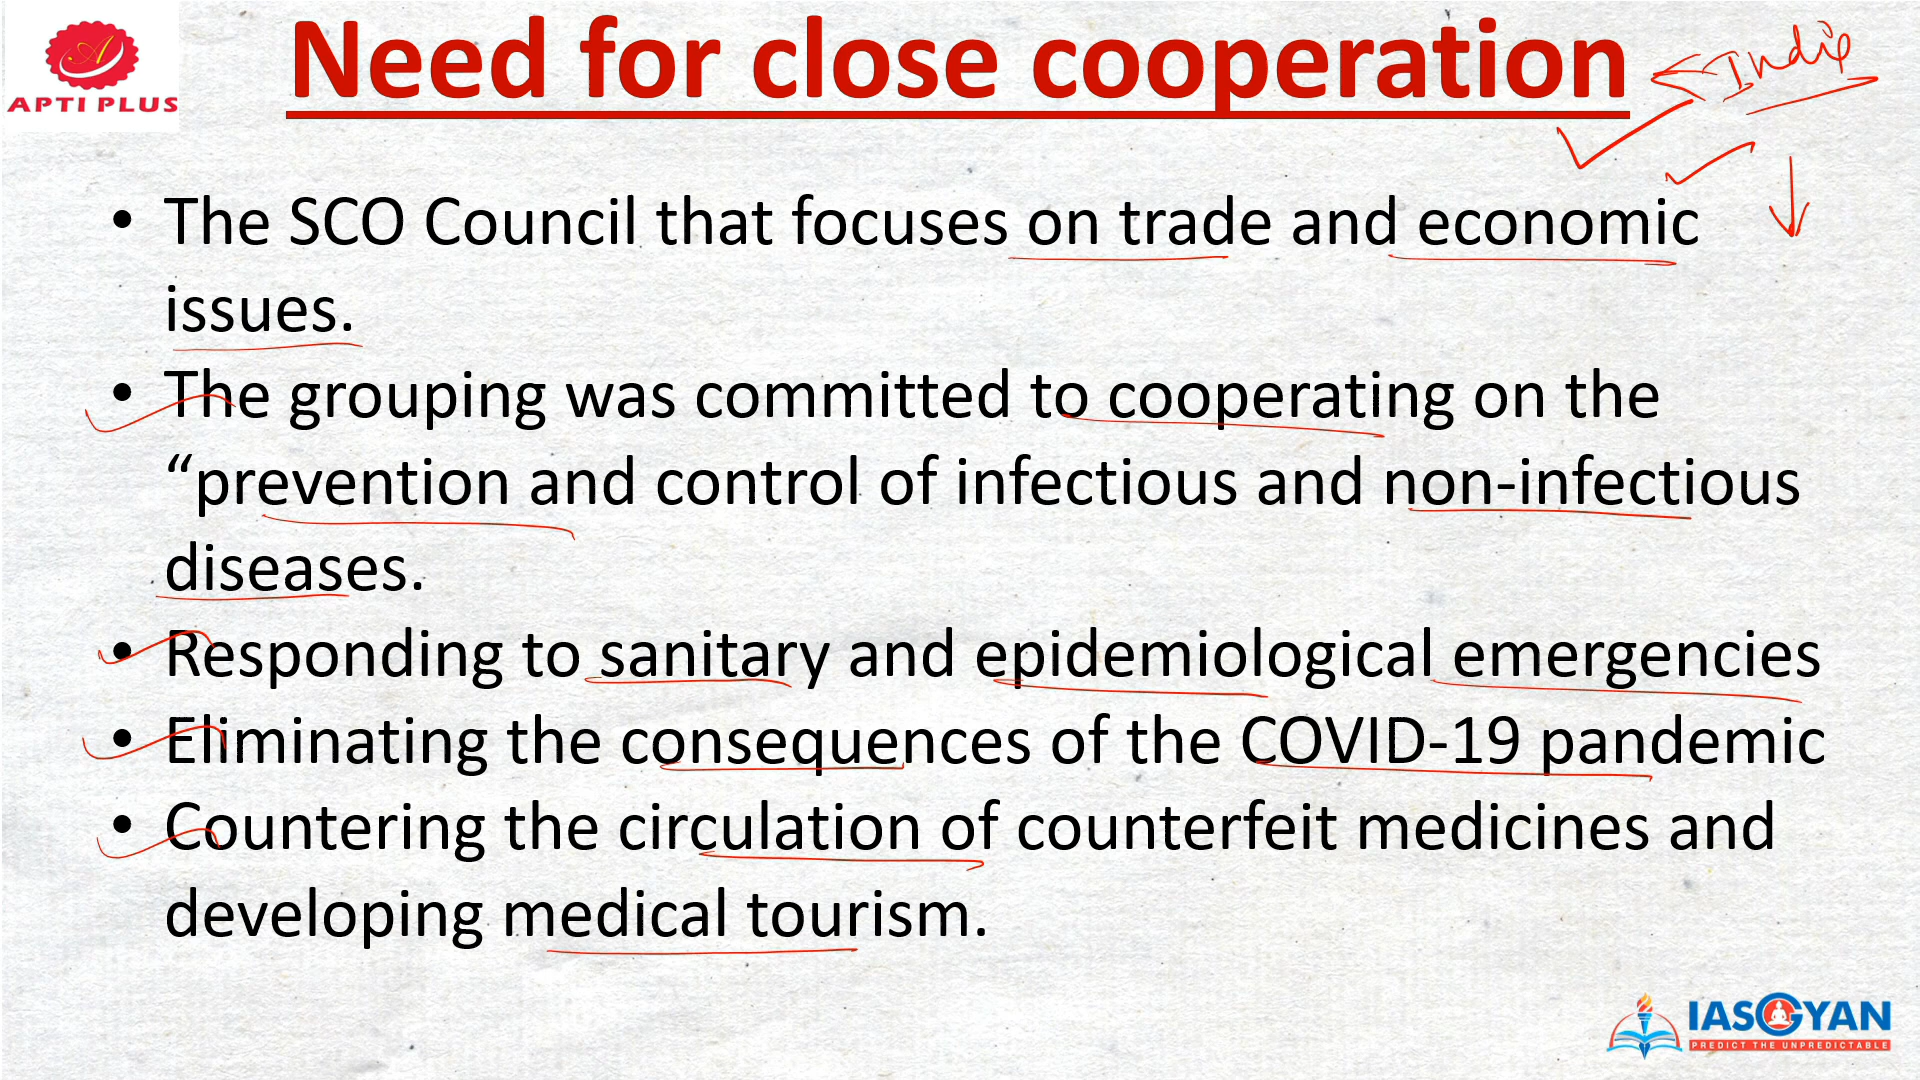 APTI PLUS
Need for close cooperation
India
• The SCO Council that focuses on trade and economic
issues.
• The grouping was committed to cooperating on the
“prevention and control of infectious and non-infectious
diseases.
• Responding to sanitary and epidemiological emergencies
• Eliminating the consequences of the COVID-19 pandemic
• Countering the circulation of counterfeit medicines and
developing medical tourism.
IASGYAN
PREDICT THE UNPREDICTABLE